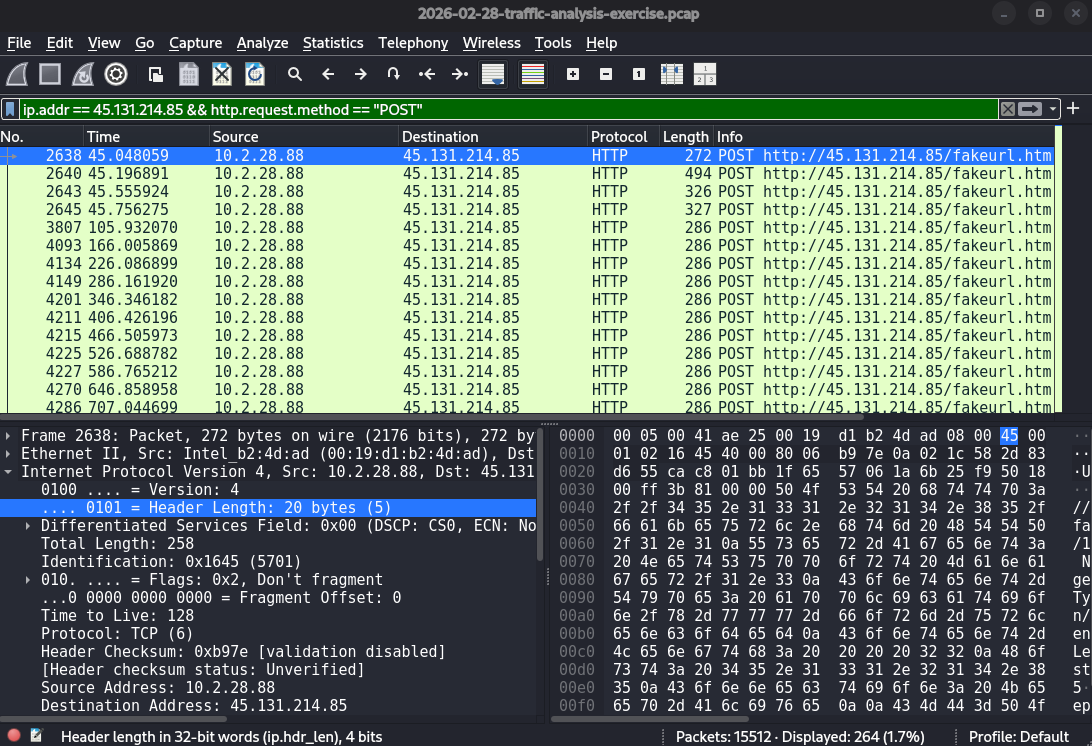 2026-02-28-traffic-analysis-exercise.pcap
File Edit View Go Capture Analyze Statistics Telephony Wireless Tools Help
ip.addr == 45.131.214.85 && http.request.method == "POST"
No. Time Source Destination Protocol Length Info
2638 45.048059 10.2.28.88 45.131.214.85 HTTP 272 POST http://45.131.214.85/fakeurl.htm
2640 45.196891 10.2.28.88 45.131.214.85 HTTP 494 POST http://45.131.214.85/fakeurl.htm
2643 45.555924 10.2.28.88 45.131.214.85 HTTP 326 POST http://45.131.214.85/fakeurl.htm
2645 45.756275 10.2.28.88 45.131.214.85 HTTP 327 POST http://45.131.214.85/fakeurl.htm
3807 105.932070 10.2.28.88 45.131.214.85 HTTP 286 POST http://45.131.214.85/fakeurl.htm
4093 166.005869 10.2.28.88 45.131.214.85 HTTP 286 POST http://45.131.214.85/fakeurl.htm
4134 226.086899 10.2.28.88 45.131.214.85 HTTP 286 POST http://45.131.214.85/fakeurl.htm
4149 286.161920 10.2.28.88 45.131.214.85 HTTP 286 POST http://45.131.214.85/fakeurl.htm
4201 346.346182 10.2.28.88 45.131.214.85 HTTP 286 POST http://45.131.214.85/fakeurl.htm
4211 406.426196 10.2.28.88 45.131.214.85 HTTP 286 POST http://45.131.214.85/fakeurl.htm
4215 466.505973 10.2.28.88 45.131.214.85 HTTP 286 POST http://45.131.214.85/fakeurl.htm
4225 526.688782 10.2.28.88 45.131.214.85 HTTP 286 POST http://45.131.214.85/fakeurl.htm
4227 586.765212 10.2.28.88 45.131.214.85 HTTP 286 POST http://45.131.214.85/fakeurl.htm
4270 646.858958 10.2.28.88 45.131.214.85 HTTP 286 POST http://45.131.214.85/fakeurl.htm
4286 707.044699 10.2.28.88 45.131.214.85 HTTP 286 POST http://45.131.214.85/fakeurl.htm
Frame 2638: Packet, 272 bytes on wire (2176 bits), 272 by
Ethernet II, Src: Intel_b2:4d:ad (00:19:d1:b2:4d:ad), Dst
Internet Protocol Version 4, Src: 10.2.28.88, Dst: 45.131
0100 .... = Version: 4
.... 0101 = Header Length: 20 bytes (5)
Differentiated Services Field: 0x00 (DSCP: CS0, ECN: No
Total Length: 258
Identification: 0x1645 (5701)
010. .... = Flags: 0x2, Don't fragment
...0 0000 0000 0000 = Fragment Offset: 0
Time to Live: 128
Protocol: TCP (6)
Header Checksum: 0xb97e [validation disabled]
[Header checksum status: Unverified]
Source Address: 10.2.28.88
Destination Address: 45.131.214.85
0000 00 05 00 41 ae 25 00 19 d1 b2 4d ad 08 00 45 00 ··
0010 01 02 16 45 40 00 80 06 b9 7e 0a 02 1c 58 2d 83 ··
0020 d6 55 ca c8 01 bb 1f 65 57 06 1a 6b 25 f9 50 18 ·U
0030 00 ff 3b 81 00 00 50 4f 53 54 20 68 74 74 70 3a ··
0040 2f 2f 34 35 2e 31 33 31 2e 32 31 34 2e 38 35 2f //
0050 66 61 6b 65 75 72 6c 2e 68 74 6d 20 48 54 54 50 fa
0060 2f 31 2e 31 0a 55 73 65 72 2d 41 67 65 6e 74 3a /1
0070 20 4e 65 74 53 75 70 70 6f 72 74 20 4d 61 6e 61 N
0080 67 65 72 2f 31 2e 33 0a 43 6f 6e 74 65 6e 74 2d ge
0090 54 79 70 65 3a 20 61 70 70 6c 69 63 61 74 69 6f Ty
00a0 6e 2f 78 2d 77 77 77 2d 66 6f 72 6d 2d 75 72 6c n/
00b0 65 6e 63 6f 64 65 64 0a 43 6f 6e 74 65 6e 74 2d en
00c0 4c 65 6e 67 74 68 3a 20 20 20 20 32 32 0a 48 6f Le
00d0 73 74 3a 20 34 35 2e 31 33 31 2e 32 31 34 2e 38 st
00e0 35 0a 43 6f 6e 6e 65 63 74 69 6f 6e 3a 20 4b 65 5·
00f0 65 70 2d 41 6c 69 76 65 0a 0a 43 4d 44 3d 50 4f ep
Header length in 32-bit words (ip.hdr_len), 4 bits Packets: 15512 · Displayed: 264 (1.7%) Profile: Default